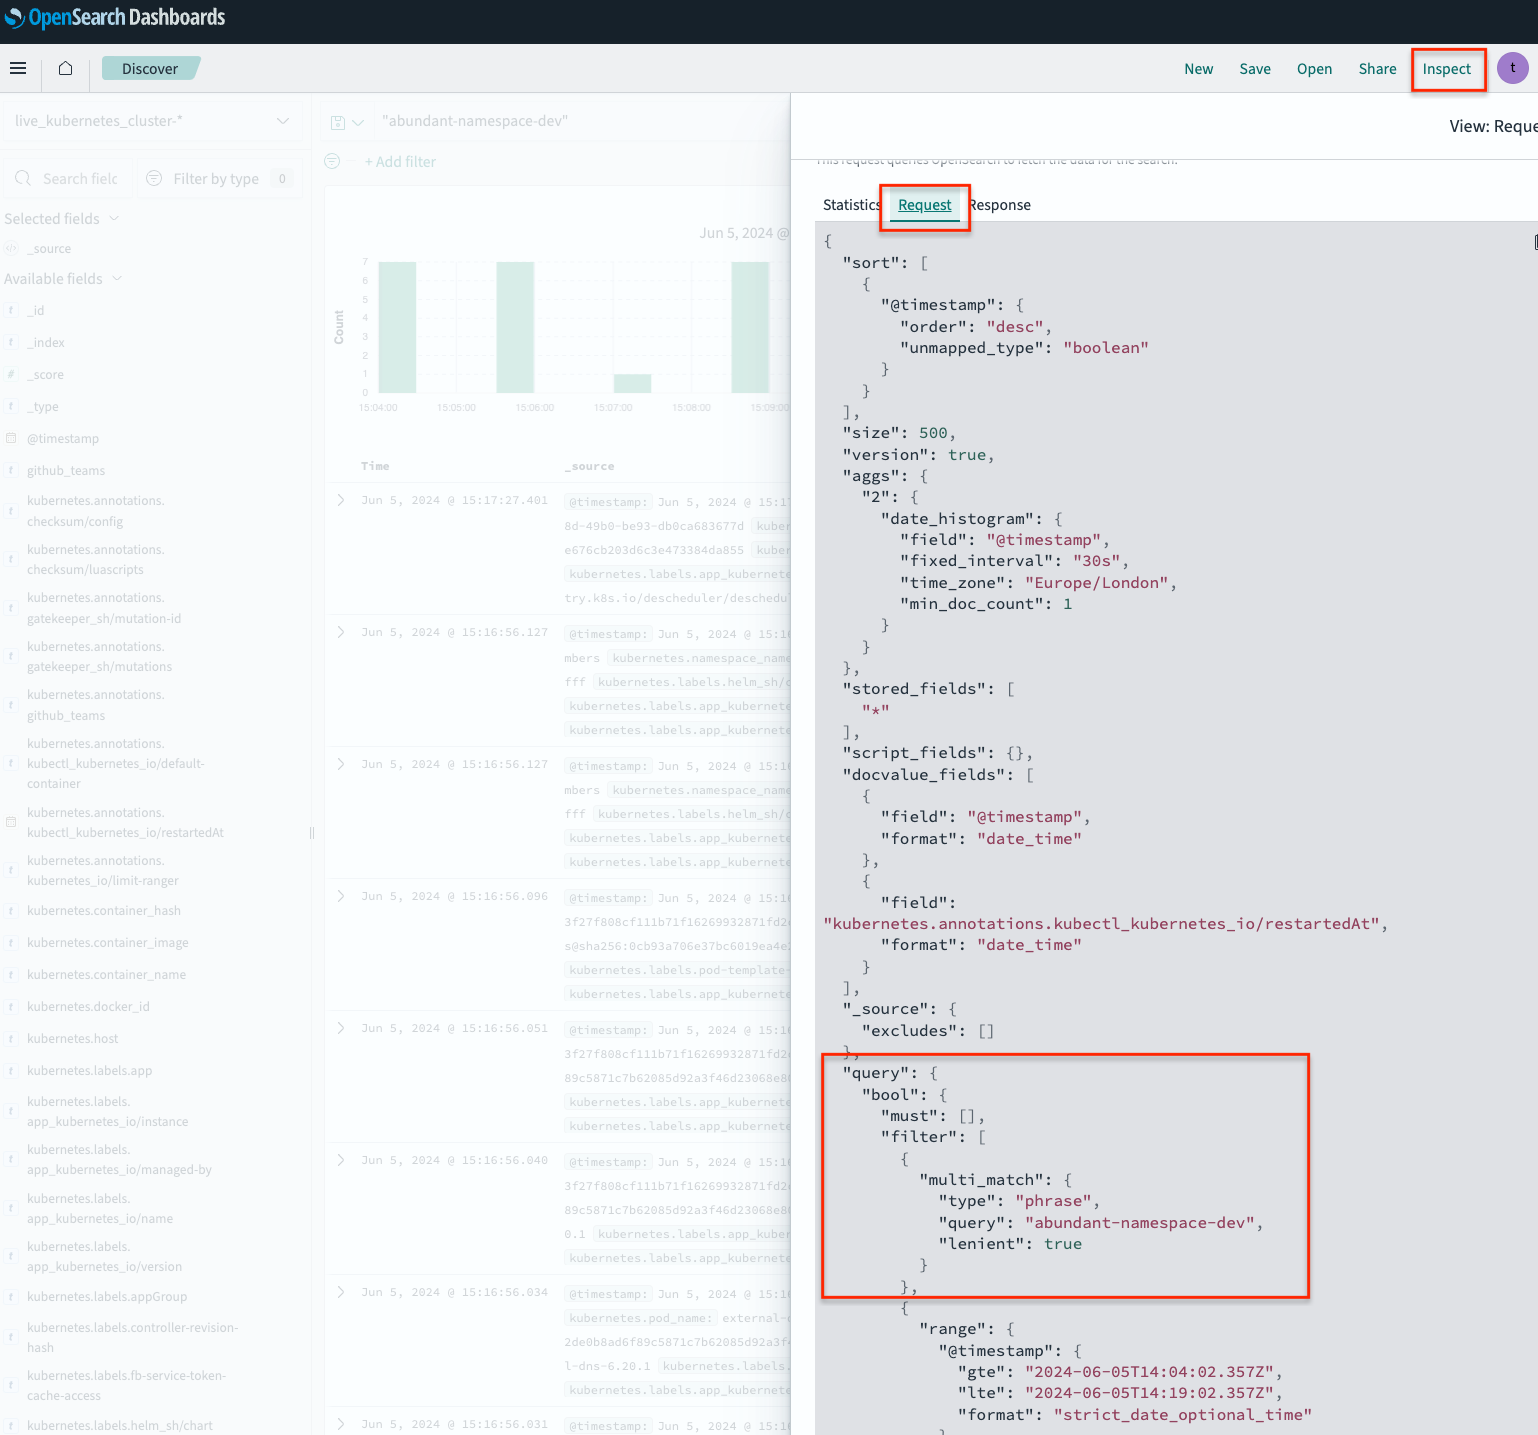 OpenSearch Dashboards
Discover
New Save Open Share Inspect t
live_kubernetes_cluster-*
"abundant-namespace-dev"
View: Reque
+ Add filter
This request queries OpenSearch to fetch the data for the search.
Search field
Filter by type 0
Statistics Request Response
Selected fields
_source
Available fields
_id
_index
_score
_type
@timestamp
github_teams
kubernetes.annotations.
checksum/config
kubernetes.annotations.
checksum/luascripts
kubernetes.annotations.
gatekeeper_sh/mutation-id
kubernetes.annotations.
gatekeeper_sh/mutations
kubernetes.annotations.
github_teams
kubernetes.annotations.
kubectl_kubernetes_io/default-
container
kubernetes.annotations.
kubectl_kubernetes_io/restartedAt
kubernetes.annotations.
kubernetes_io/limit-ranger
kubernetes.container_hash
kubernetes.container_image
kubernetes.container_name
kubernetes.docker_id
kubernetes.host
kubernetes.labels.app
kubernetes.labels.
app_kubernetes_io/instance
kubernetes.labels.
app_kubernetes_io/managed-by
kubernetes.labels.
app_kubernetes_io/name
kubernetes.labels.
app_kubernetes_io/version
kubernetes.labels.appGroup
kubernetes.labels.controller-revision-
hash
kubernetes.labels.fb-service-token-
cache-access
kubernetes.labels.helm_sh/chart
Jun 5, 2024 @
Count
7
6
5
4
3
2
1
0
15:04:00 15:05:00 15:06:00 15:07:00 15:08:00 15:09:00
Time _source
Jun 5, 2024 @ 15:17:27.401 @timestamp: Jun 5, 2024 @ 15:17
8d-49b0-be93-db0ca683677d kuber
e676cb203d6c3e473384da855 kuber
kubernetes.labels.app_kubernete
try.k8s.io/descheduler/deschedul
Jun 5, 2024 @ 15:16:56.127 @timestamp: Jun 5, 2024 @ 15:16
mbers kubernetes.namespace_name
fff kubernetes.labels.helm_sh/c
kubernetes.labels.app_kubernete
kubernetes.labels.app_kubernete
Jun 5, 2024 @ 15:16:56.127 @timestamp: Jun 5, 2024 @ 15:16
mbers kubernetes.namespace_name
fff kubernetes.labels.helm_sh/c
kubernetes.labels.app_kubernete
kubernetes.labels.app_kubernete
Jun 5, 2024 @ 15:16:56.096 @timestamp: Jun 5, 2024 @ 15:16
3f27f808cf111b71f16269932871fd2
s@sha256:0cb93a706e37bc6019ea4e
kubernetes.labels.pod-template-
kubernetes.labels.app_kubernete
Jun 5, 2024 @ 15:16:56.051 @timestamp: Jun 5, 2024 @ 15:16
3f27f808cf111b71f16269932871fd2
89c5871c7b62085d92a3f46d23068e8
kubernetes.labels.app_kubernete
kubernetes.labels.app_kubernete
Jun 5, 2024 @ 15:16:56.040 @timestamp: Jun 5, 2024 @ 15:16
3f27f808cf111b71f16269932871fd2
89c5871c7b62085d92a3f46d23068e8
0.1 kubernetes.labels.app_kuber
kubernetes.labels.app_kubernete
Jun 5, 2024 @ 15:16:56.034 @timestamp: Jun 5, 2024 @ 15:16
kubernetes.pod_name: external-
2de0b8ad6f89c5871c7b62085d92a3f
l-dns-6.20.1 kubernetes.labels.
kubernetes.labels.app_kubernete
Jun 5, 2024 @ 15:16:56.031 @timestamp: Jun 5, 2024 @ 15:16
{
"sort": [
{
"@timestamp": {
"order": "desc",
"unmapped_type": "boolean"
}
}
],
"size": 500,
"version": true,
"aggs": {
"2": {
"date_histogram": {
"field": "@timestamp",
"fixed_interval": "30s",
"time_zone": "Europe/London",
"min_doc_count": 1
}
}
},
"stored_fields": [
"*"
],
"script_fields": {},
"docvalue_fields": [
{
"field": "@timestamp",
"format": "date_time"
},
{
"field":
"kubernetes.annotations.kubectl_kubernetes_io/restartedAt",
"format": "date_time"
}
],
"_source": {
"excludes": []
},
"query": {
"bool": {
"must": [],
"filter": [
{
"multi_match": {
"type": "phrase",
"query": "abundant-namespace-dev",
"lenient": true
}
},
{
"range": {
"@timestamp": {
"gte": "2024-06-05T14:04:02.357Z",
"lte": "2024-06-05T14:19:02.357Z",
"format": "strict_date_optional_time"
}